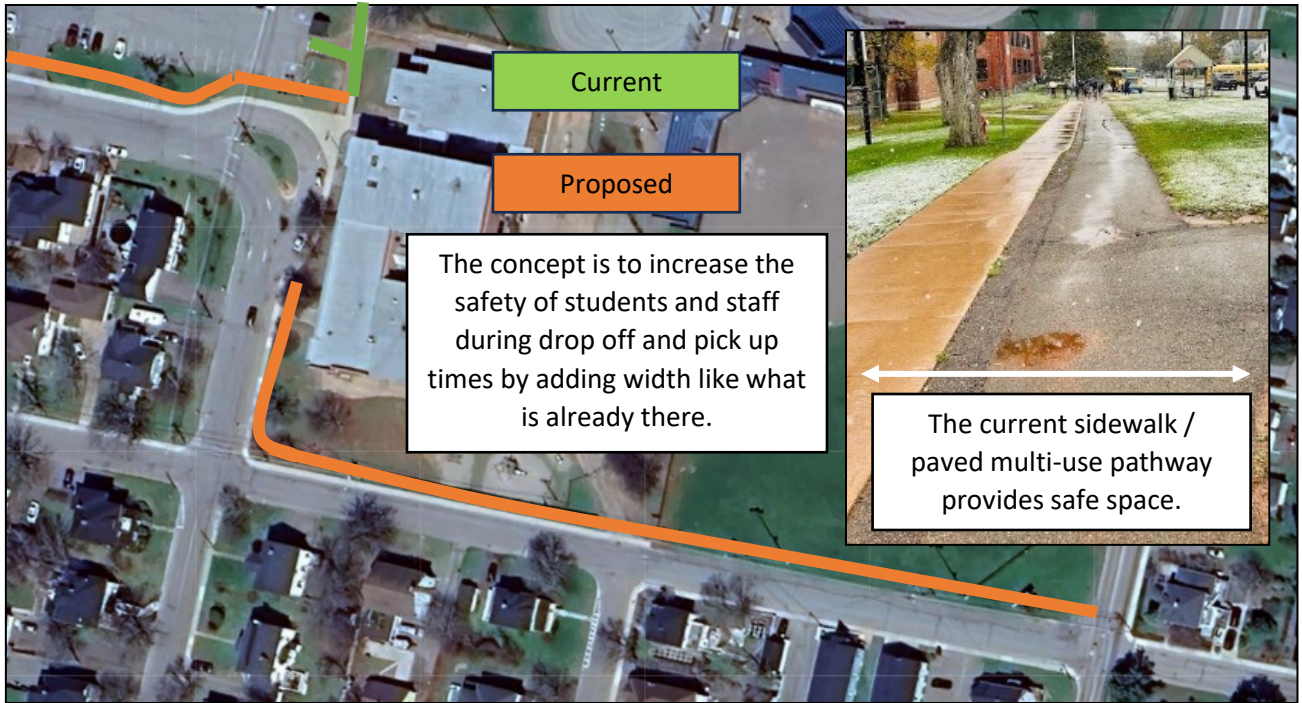 Current
Proposed
The concept is to increase the
safety of students and staff
during drop off and pick up
times by adding width like what
is already there.
The current sidewalk /
paved multi-use pathway
provides safe space.